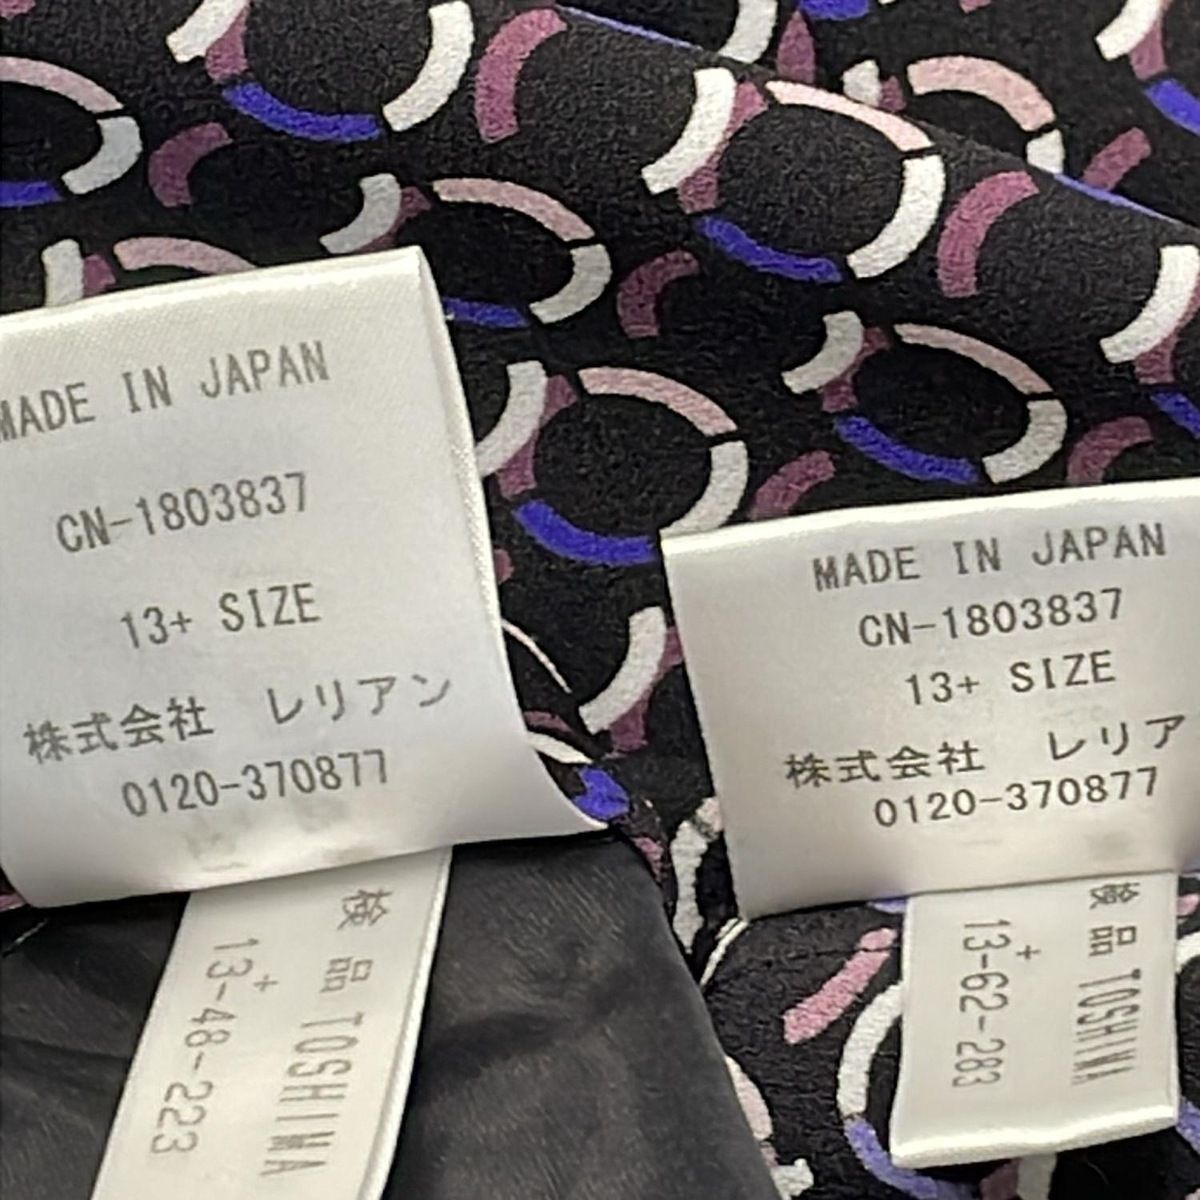 MADE IN JAPAN
CN-1803837
13+ SIZE
株式会社 レリアン
0120-370877
検品 TOSHIMA
13+-48-223
MADE IN JAPAN
CN-1803837
13+ SIZE
株式会社 レリア
0120-370877
検品 TOSHIMA
13+-62-283